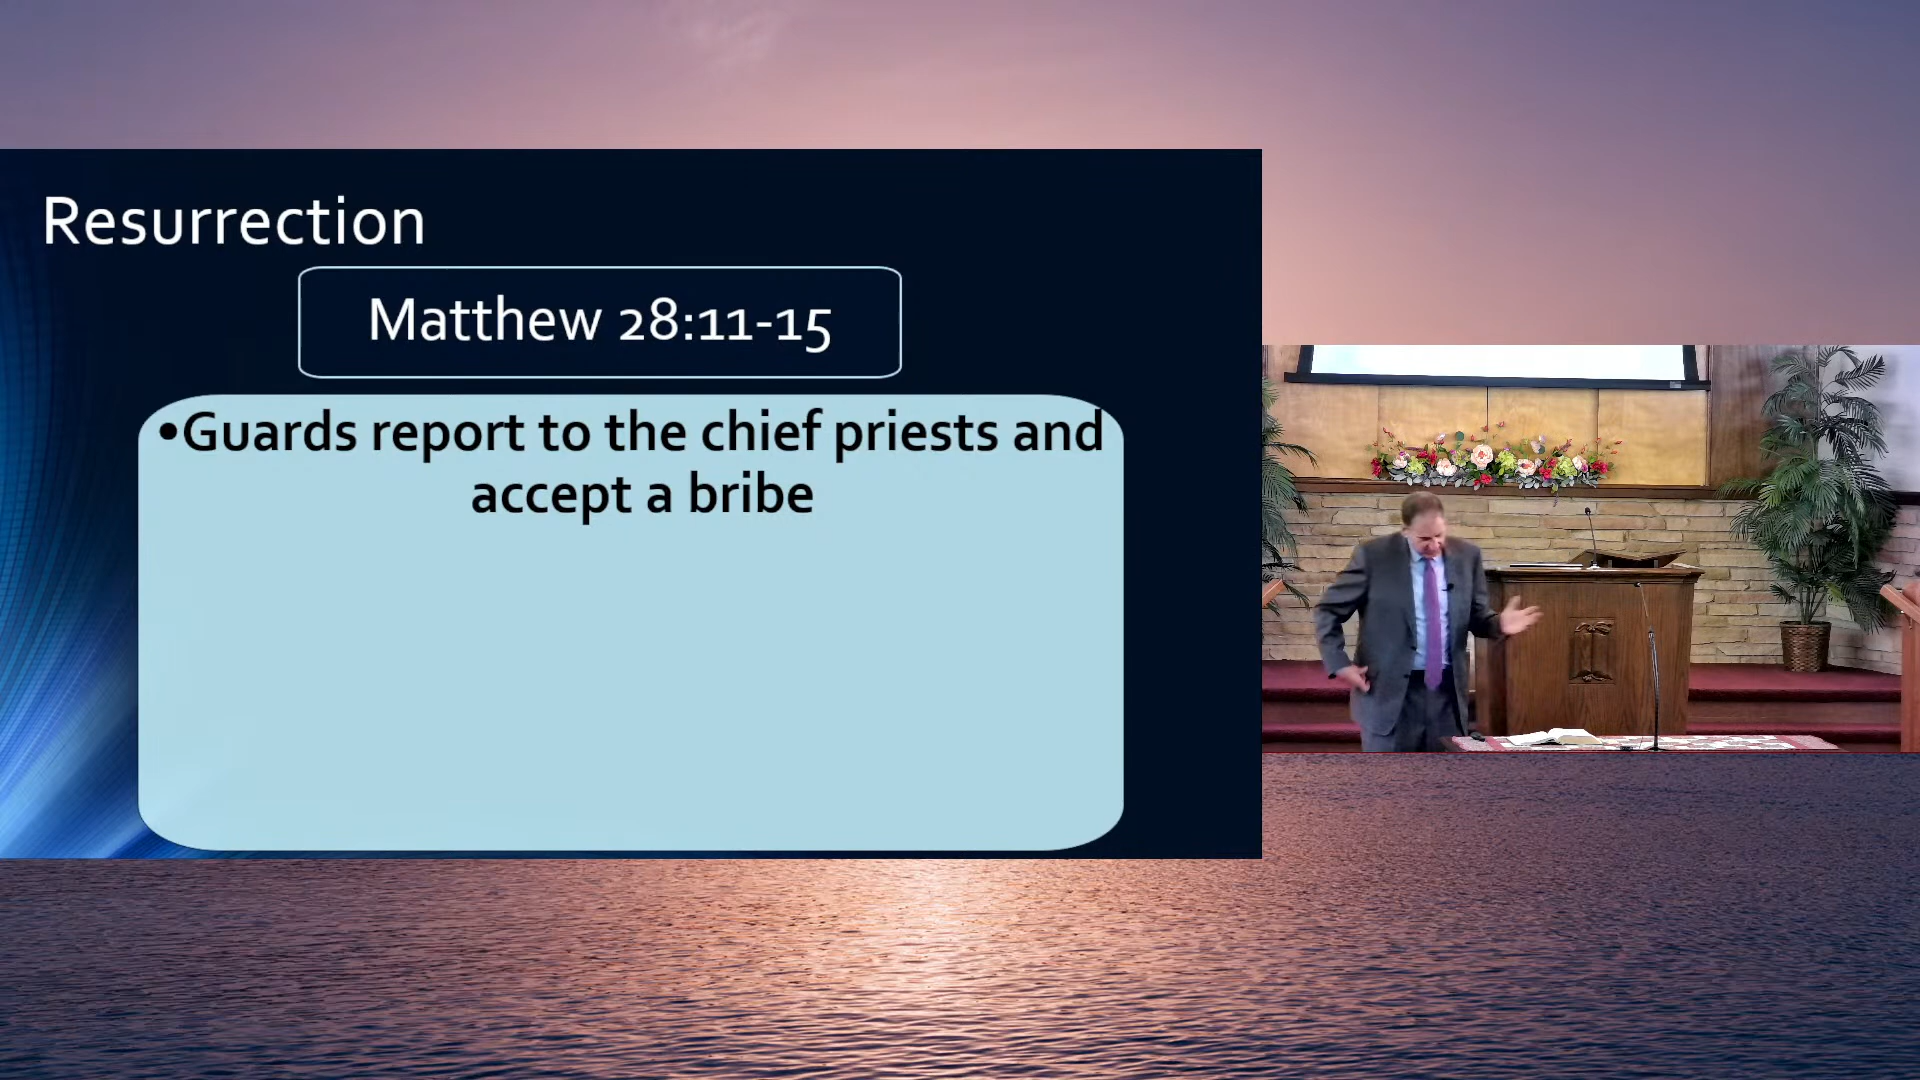 Resurrection
Matthew 28:11-15
•Guards report to the chief priests and
accept a bribe